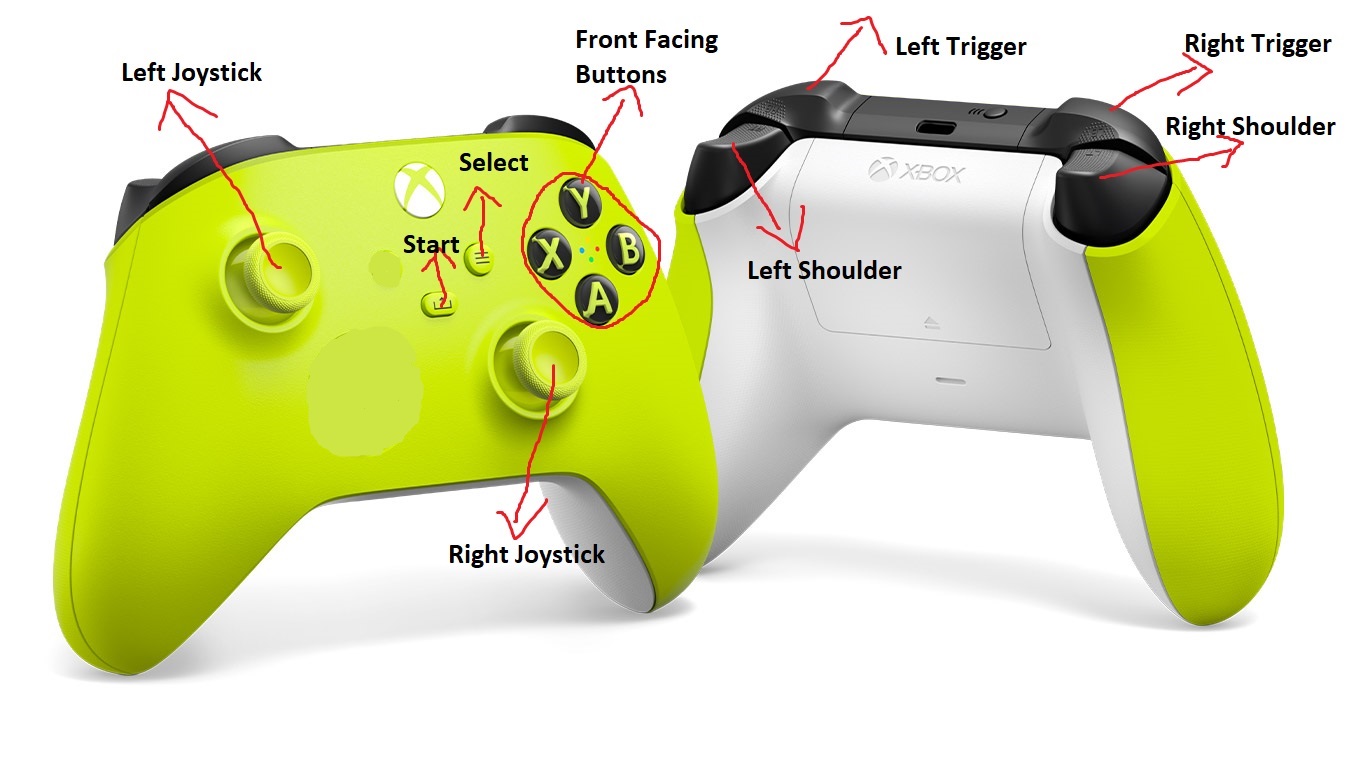 Left Joystick
Front Facing
Buttons
Left Trigger
Right Trigger
Right Shoulder
Select
XBOX
Y
Start
X
B
Left Shoulder
A
Right Joystick